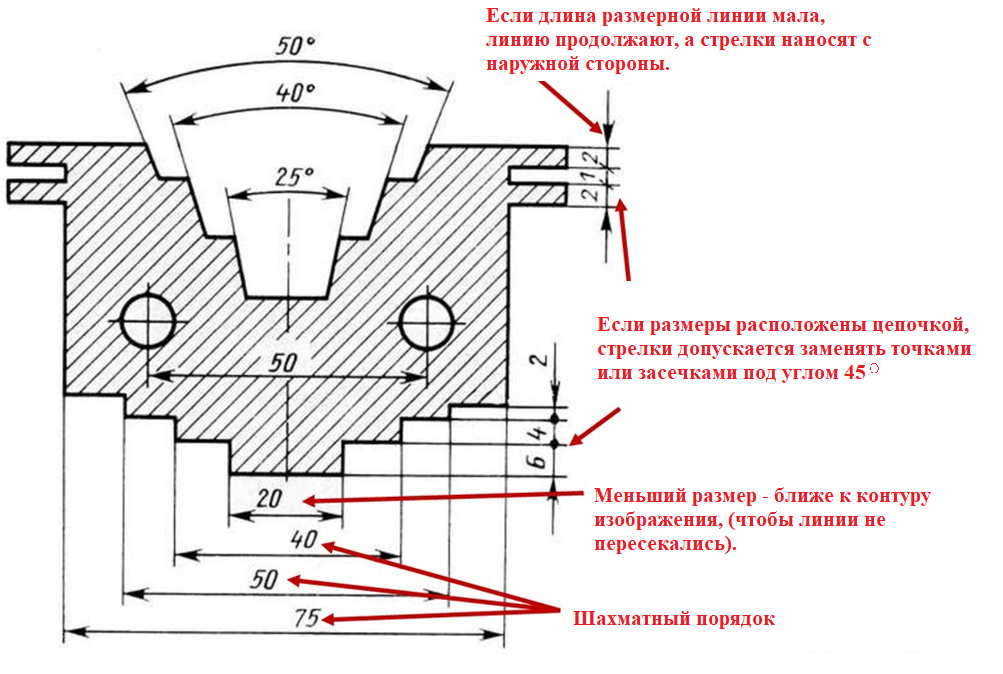 Если длина размерной линии мала,
линию продолжают, а стрелки наносят с
наружной стороны.
50°
40°
25°
2
1
2
Если размеры расположены цепочкой,
стрелки допускается заменять точками
или засечками под углом 45°
50
2
4
6
20
Меньший размер - ближе к контуру
изображения, (чтобы линии не
пересекались).
40
50
75
Шахматный порядок